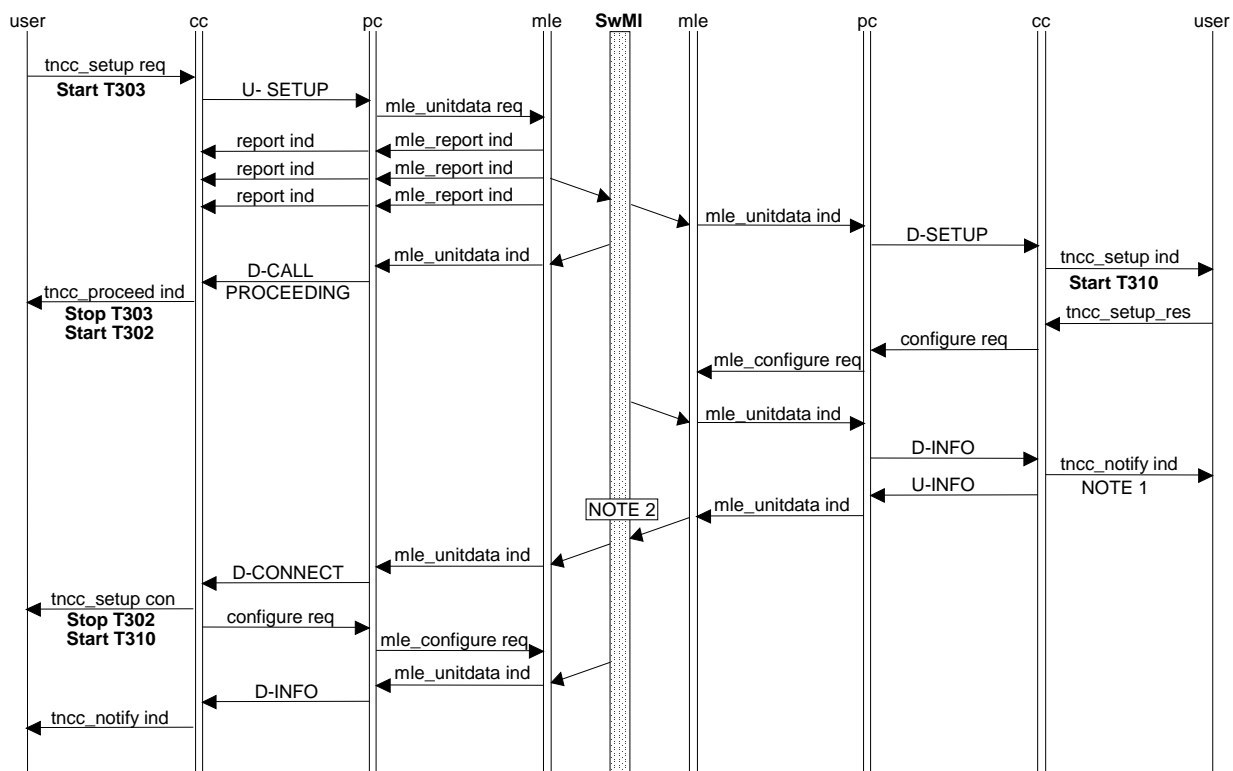 user cc pc mle SwMI mle pc cc user
tncc_setup req
Start T303
U- SETUP
mle_unitdata req
report ind mle_report ind
report ind mle_report ind
report ind mle_report ind
mle_unitdata ind
D-SETUP
mle_unitdata ind
tncc_setup ind
D-CALL
PROCEEDING
Start T310
tncc_proceed ind
Stop T303
Start T302
tncc_setup_res
configure req
mle_configure req
mle_unitdata ind
D-INFO
tncc_notify ind
NOTE 1
U-INFO
mle_unitdata ind
NOTE 2
mle_unitdata ind
D-CONNECT
tncc_setup con
Stop T302
Start T310
configure req
mle_configure req
mle_unitdata ind
D-INFO
tncc_notify ind